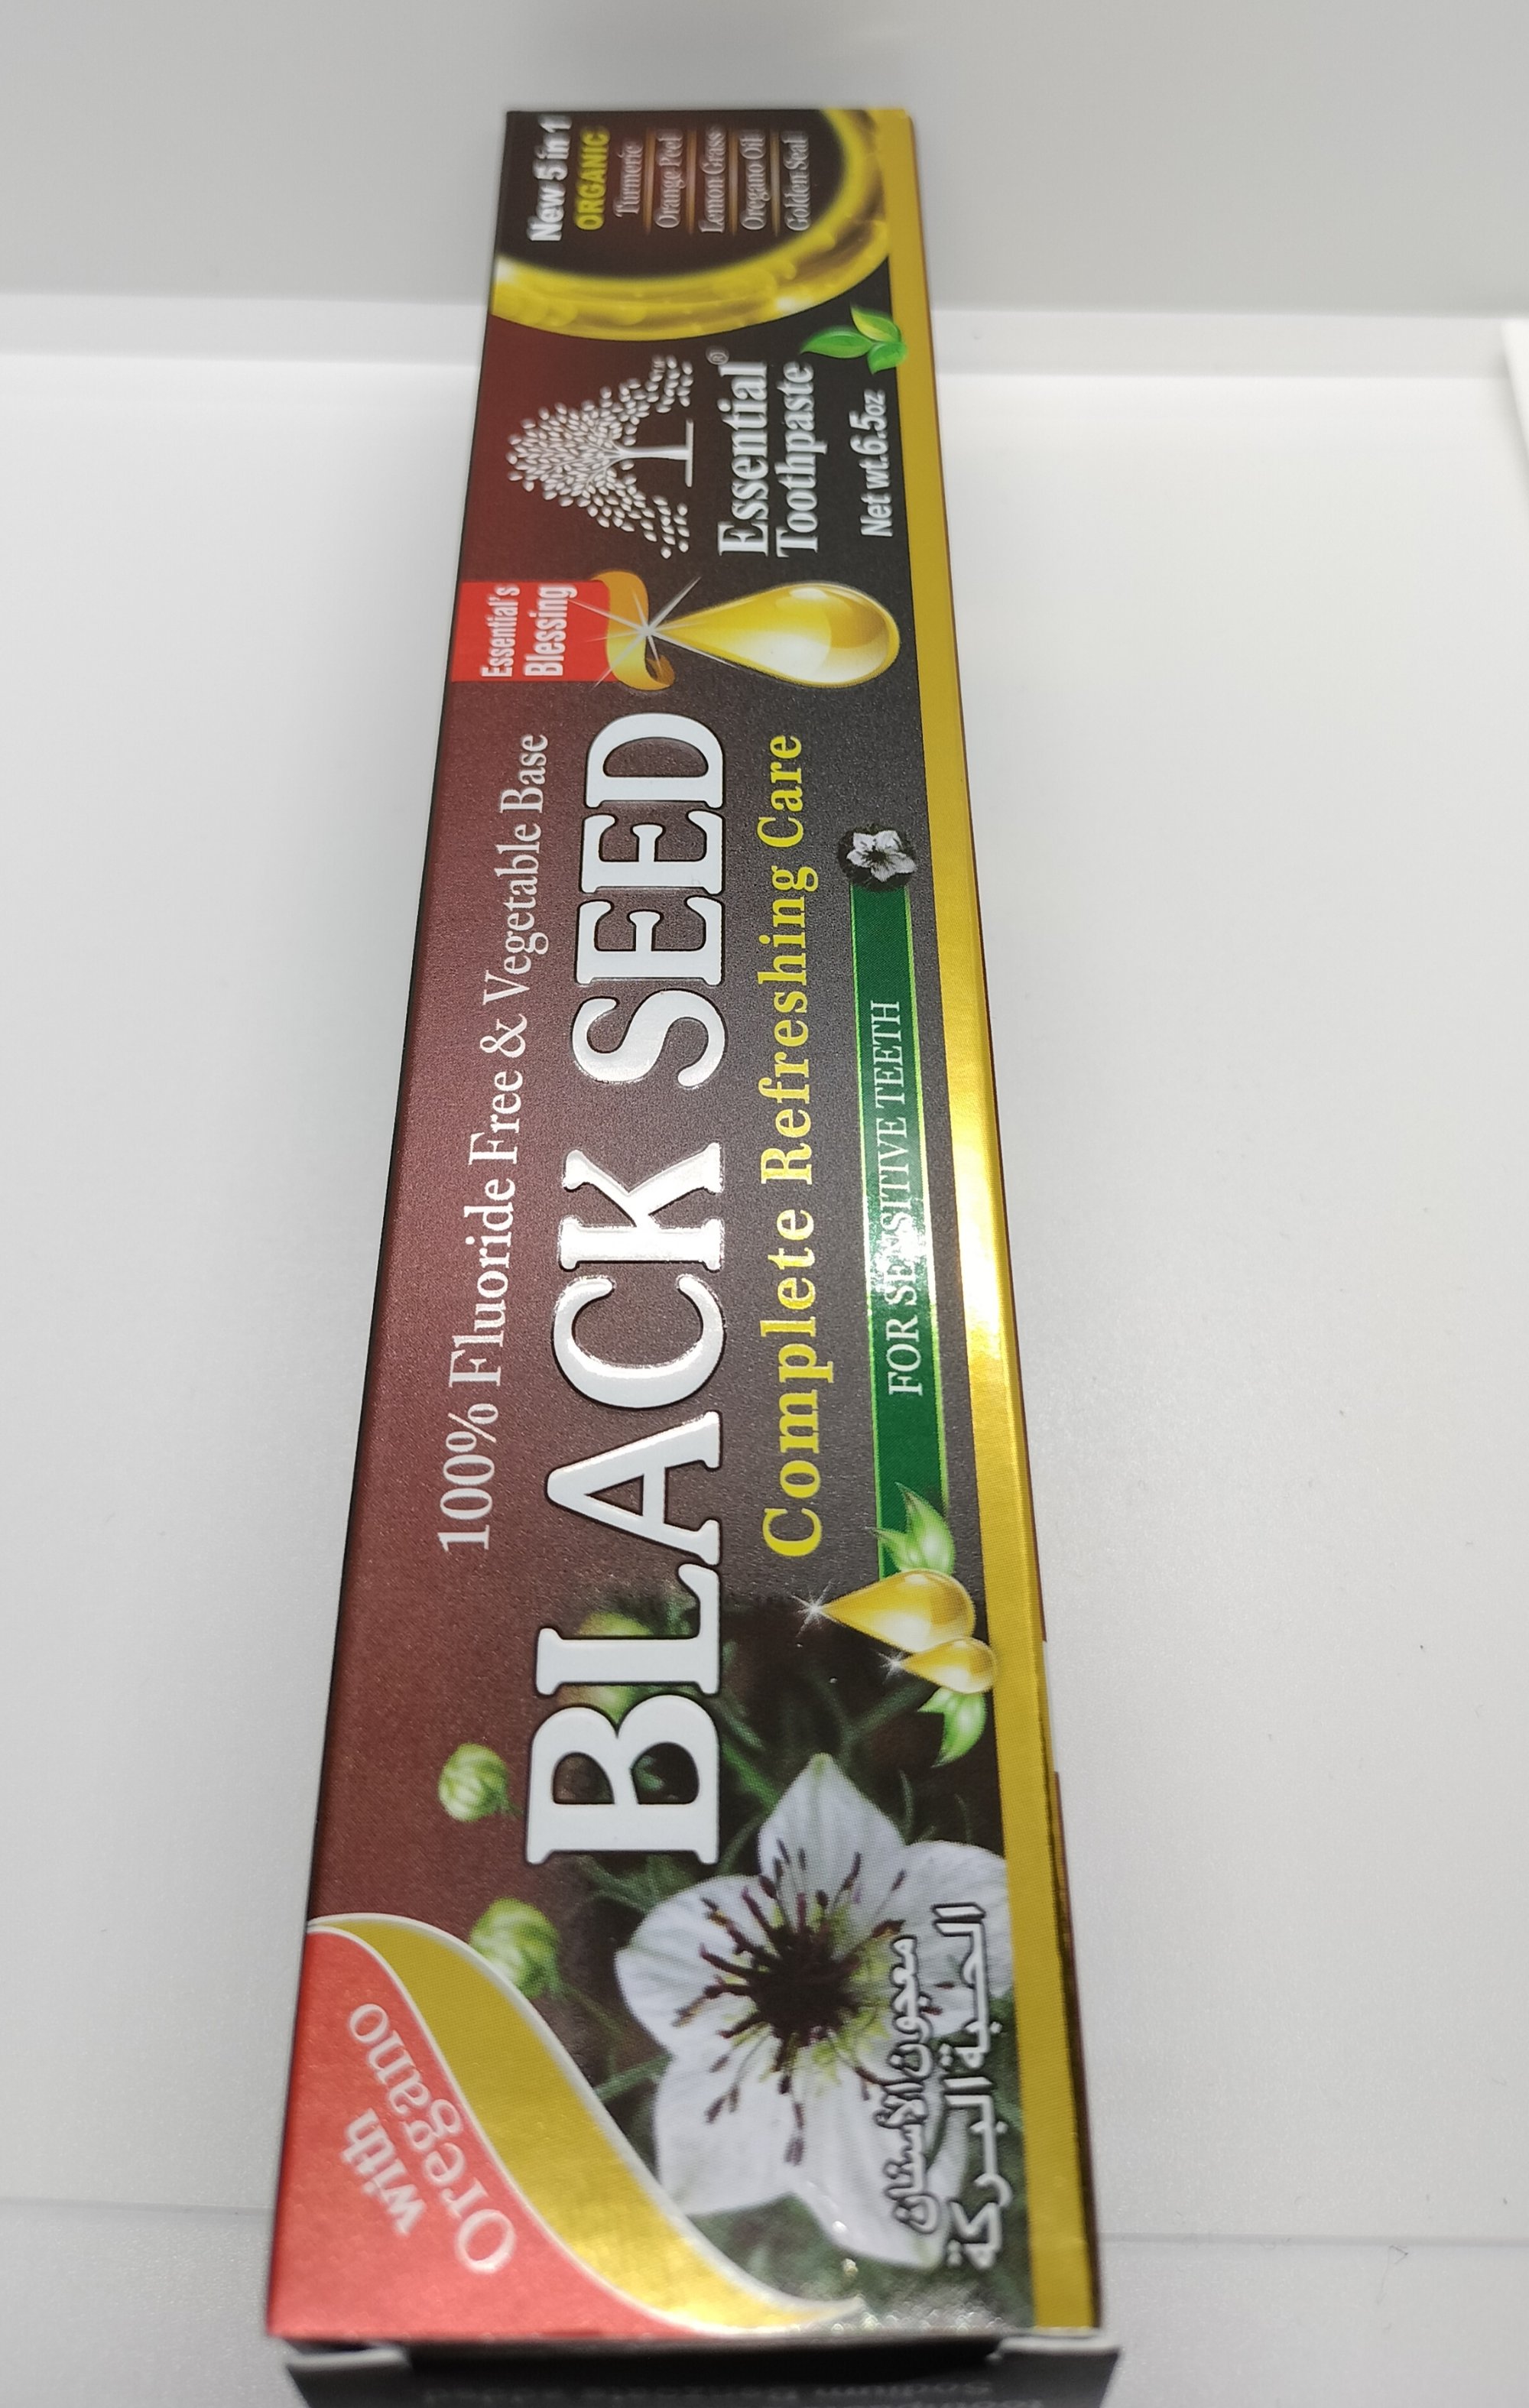 with
Oregano
100% Fluoride Free & Vegetable Base
BLACK SEED
Complete Refreshing Care
FOR SENSITIVE TEETH
معجون الأسنان
الحبة البركة
Essential's
Blessing
Essential®
Toothpaste
Net wt.6.5oz
New 5 in 1
ORGANIC
Turmeric
Orange Peel
Lemon Grass
Oregano Oil
Golden Seal